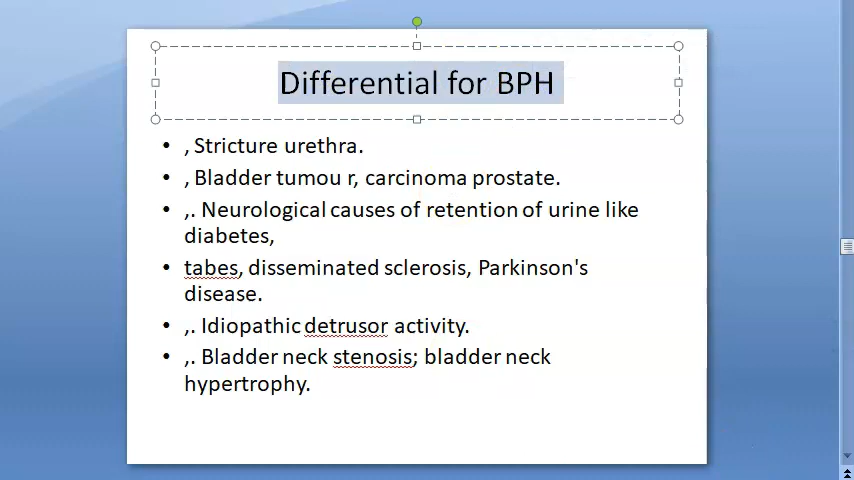 Differential for BPH
• , Stricture urethra.
• , Bladder tumou r, carcinoma prostate.
• ,. Neurological causes of retention of urine like
diabetes,
• tabes, disseminated sclerosis, Parkinson's
disease.
• ,. Idiopathic detrusor activity.
• ,. Bladder neck stenosis; bladder neck
hypertrophy.